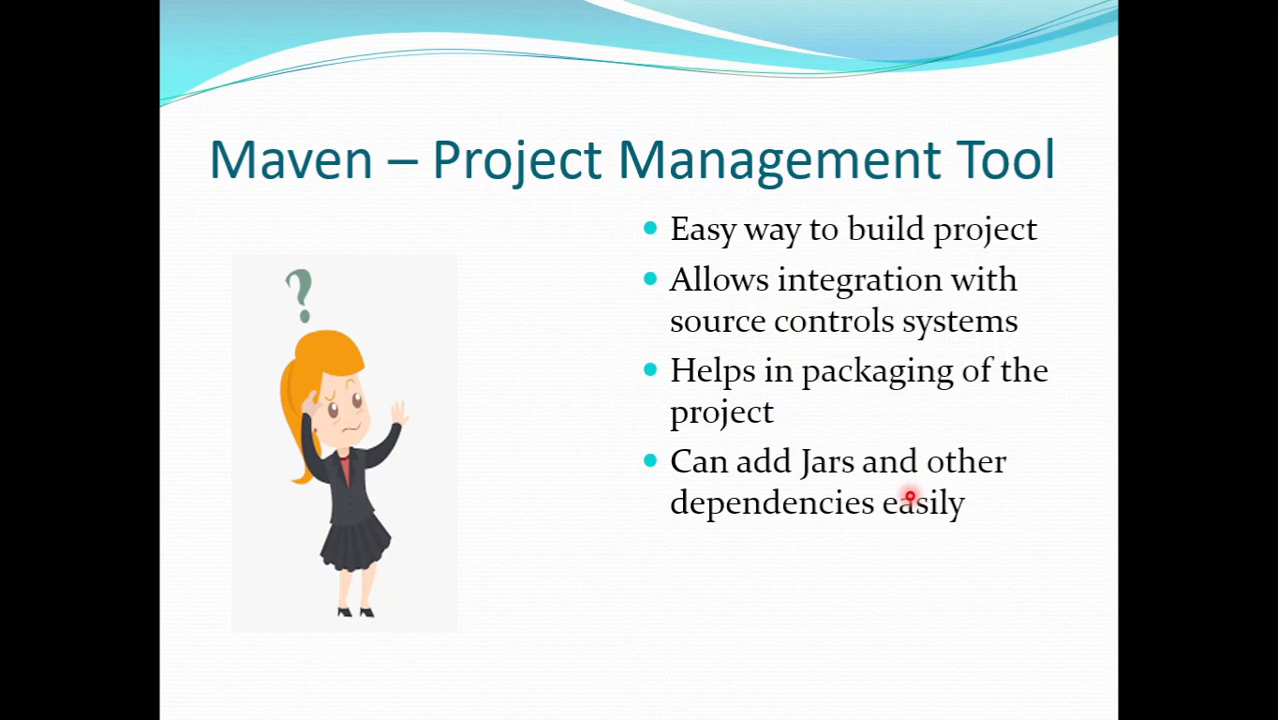 Maven – Project Management Tool
• Easy way to build project
• Allows integration with
source controls systems
• Helps in packaging of the
project
• Can add Jars and other
dependencies easily
?